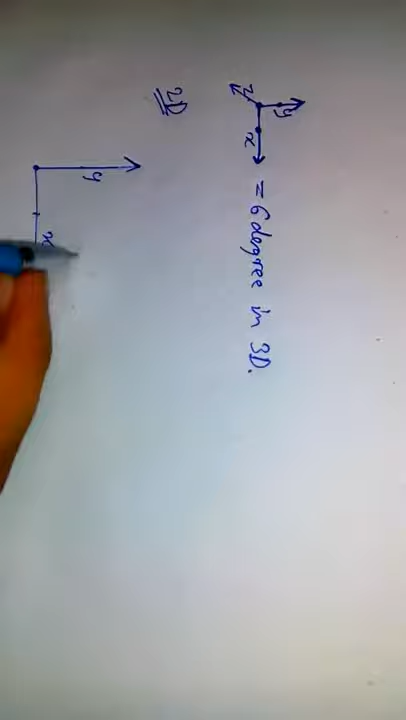 y
z
x = 6 degree in 3D.
2D
y
x